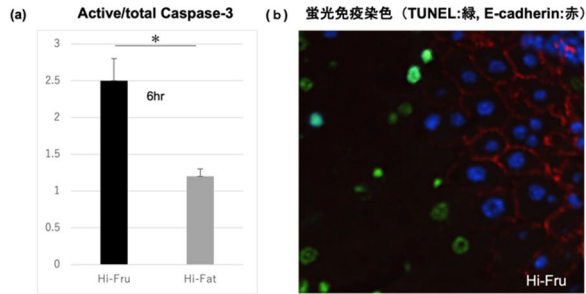 (a) Active/total Caspase-3
3
2.5
2
1.5
1
0.5
0
6hr
*
Hi-Fru Hi-Fat
(b) 蛍光免疫染色（TUNEL:緑, E-cadherin:赤）
Hi-Fru